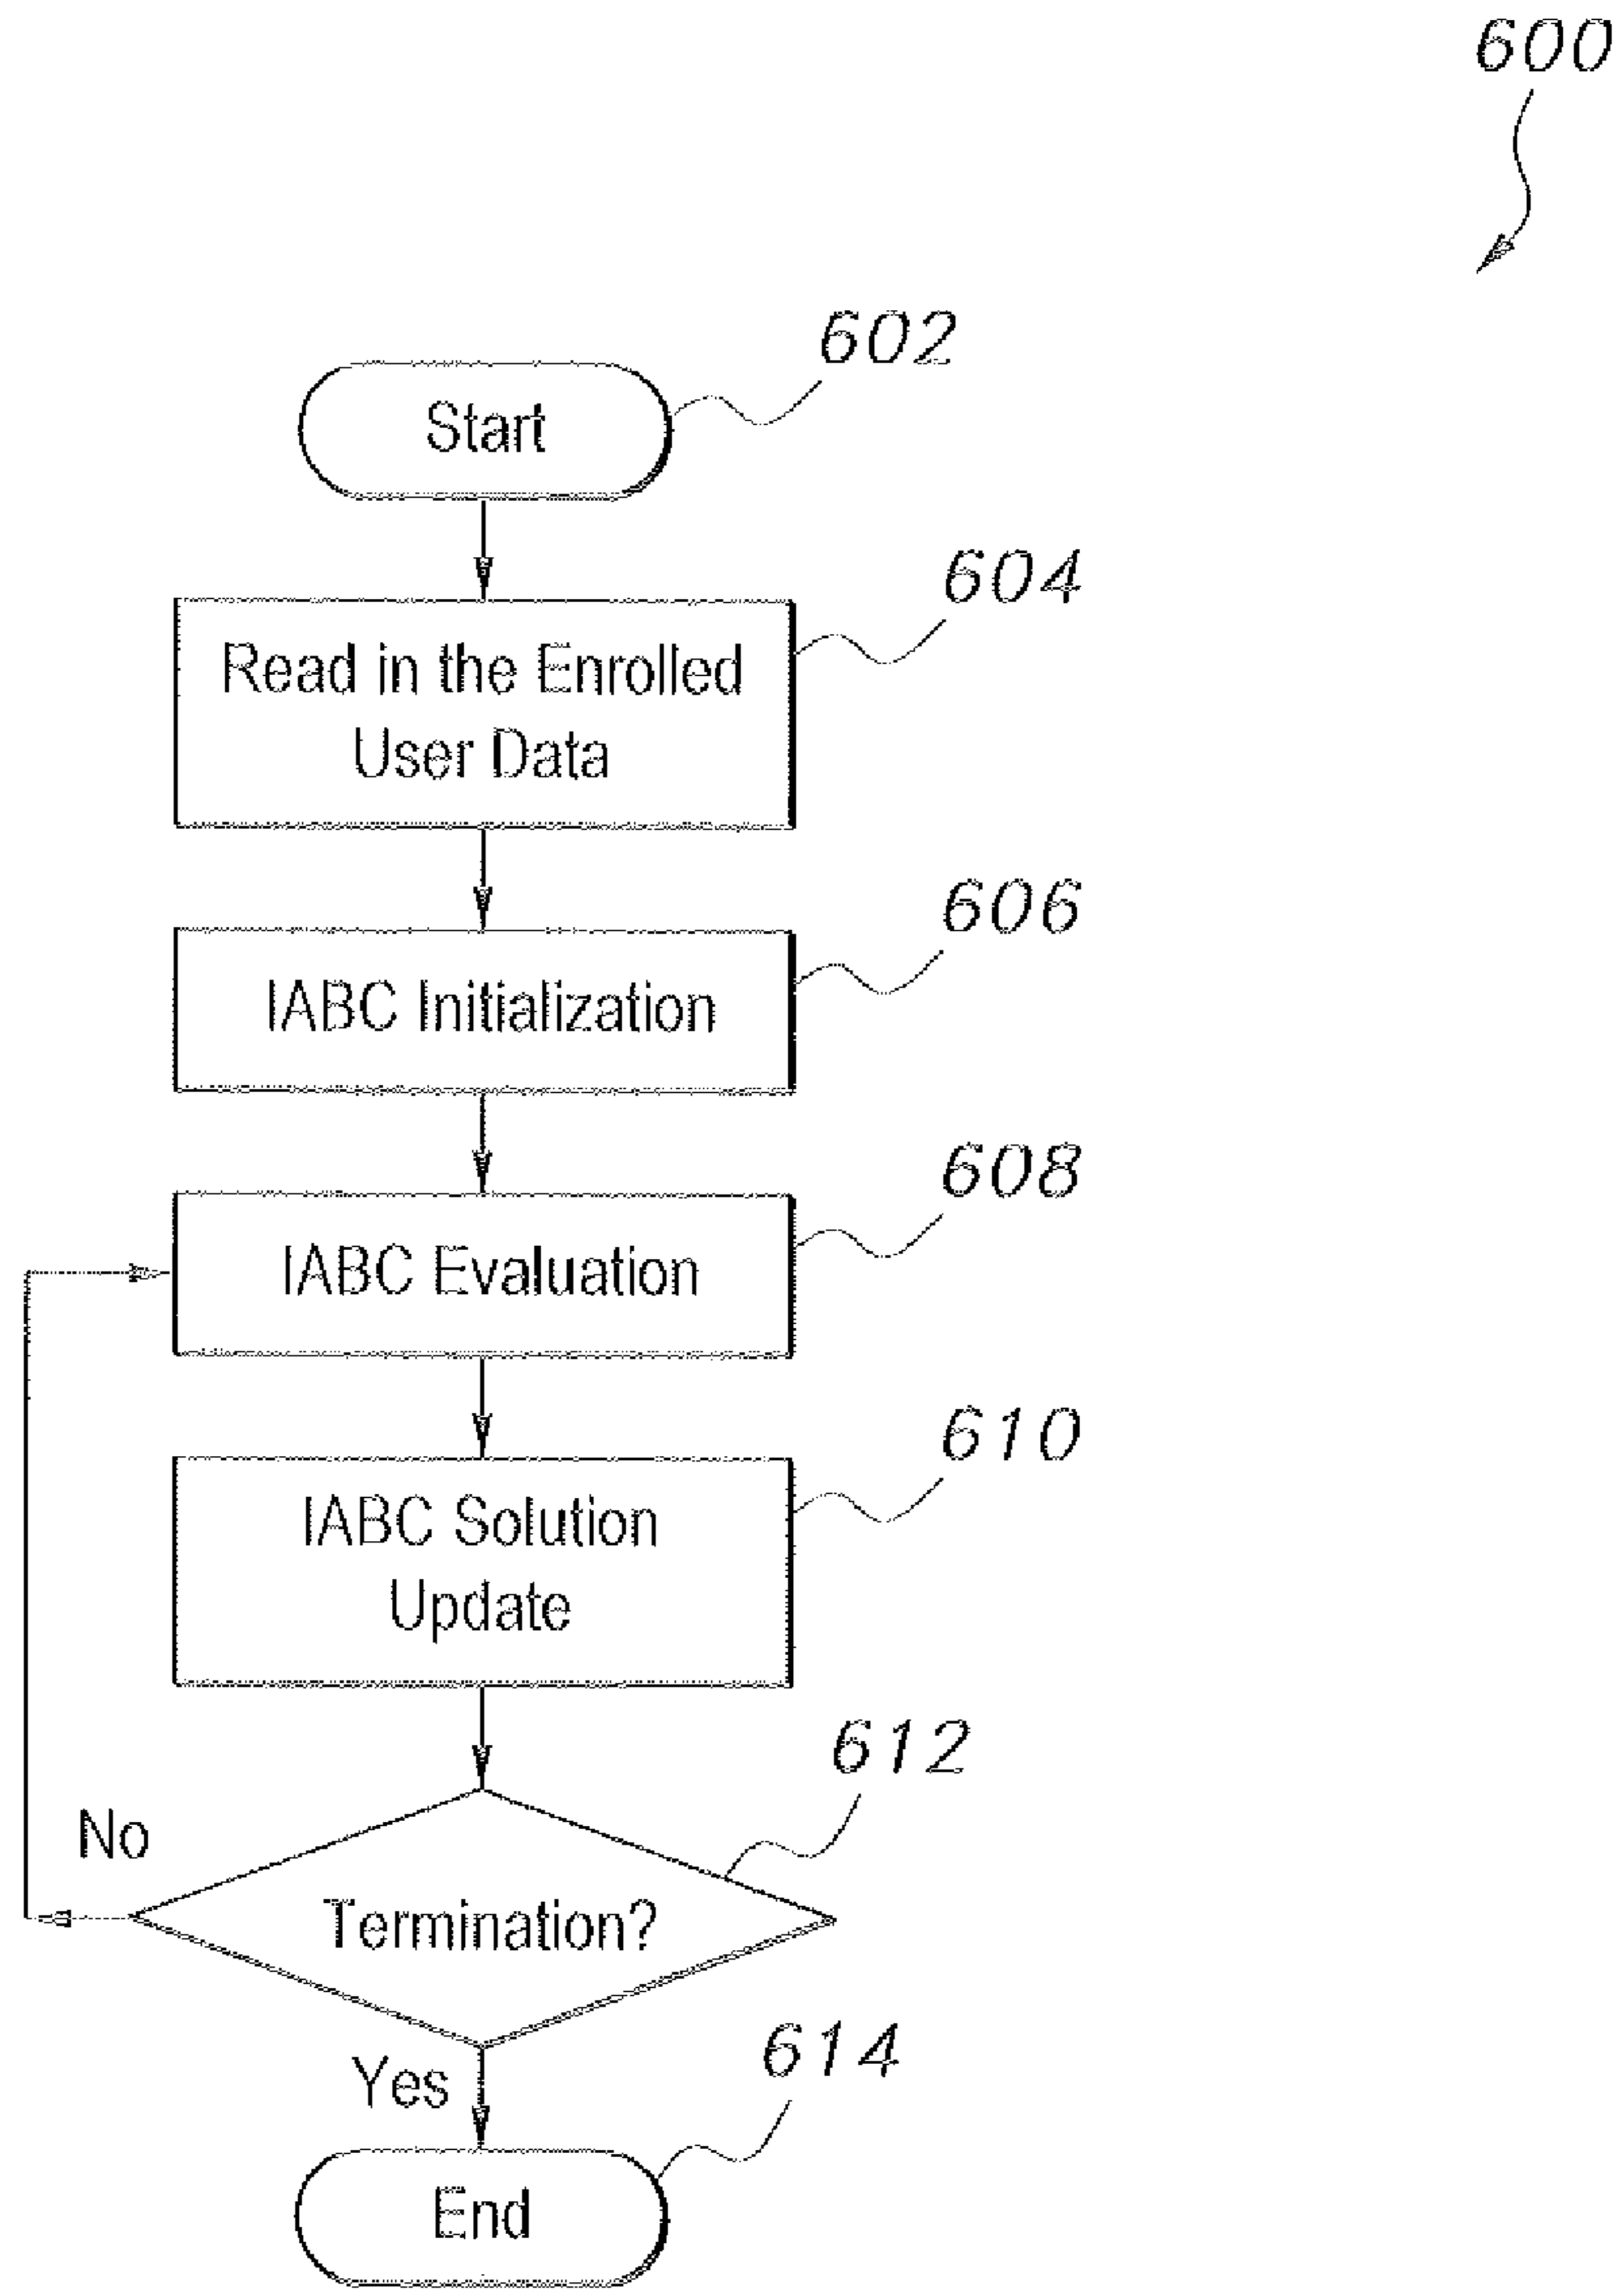 600
602
Start
604
Read in the Enrolled
User Data
606
IABC Initialization
608
IABC Evaluation
610
IABC Solution
Update
612
No
Termination?
614
Yes
End